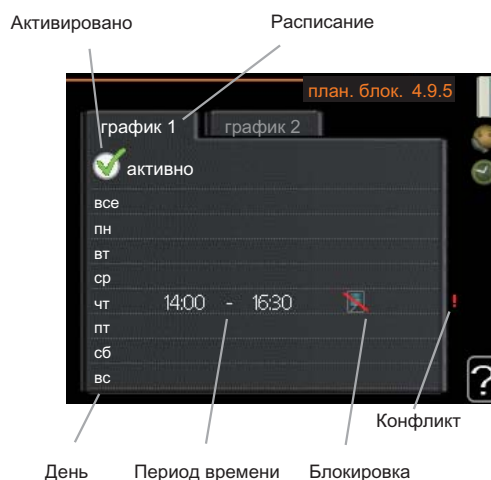 Активировано Расписание
план. блок. 4.9.5
график 1 график 2
активно
все
пн
вт
ср
чт 14:00 - 16:30 !
пт
сб
вс
?
Конфликт
День Период времени Блокировка